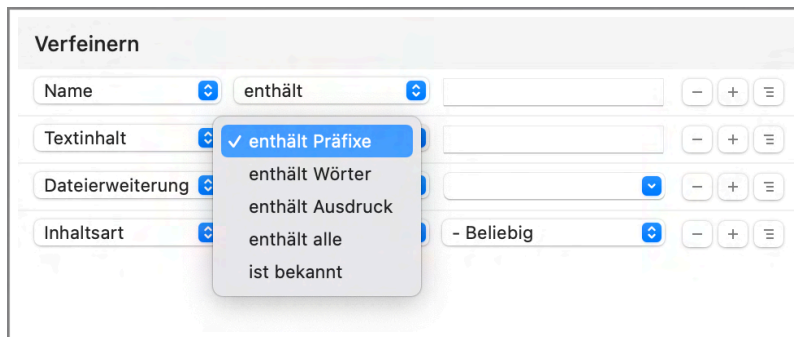 Verfeinern
Name enthält
Textinhalt enthält Präfixe
enthält Wörter
Dateierweiterung
enthält Ausdruck
Inhaltsart enthält alle - Beliebig
ist bekannt